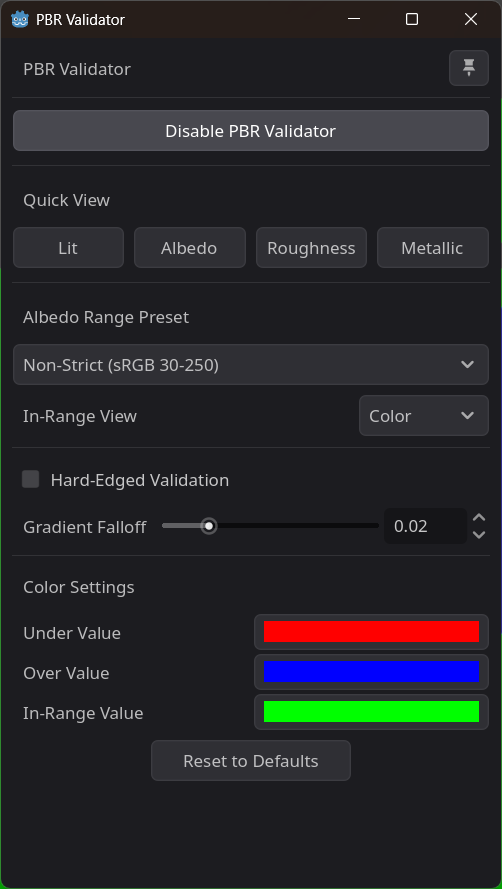 PBR Validator
PBR Validator
Disable PBR Validator
Quick View
Lit Albedo Roughness Metallic
Albedo Range Preset
Non-Strict (sRGB 30-250)
In-Range View Color
Hard-Edged Validation
Gradient Falloff 0.02
Color Settings
Under Value
Over Value
In-Range Value
Reset to Defaults